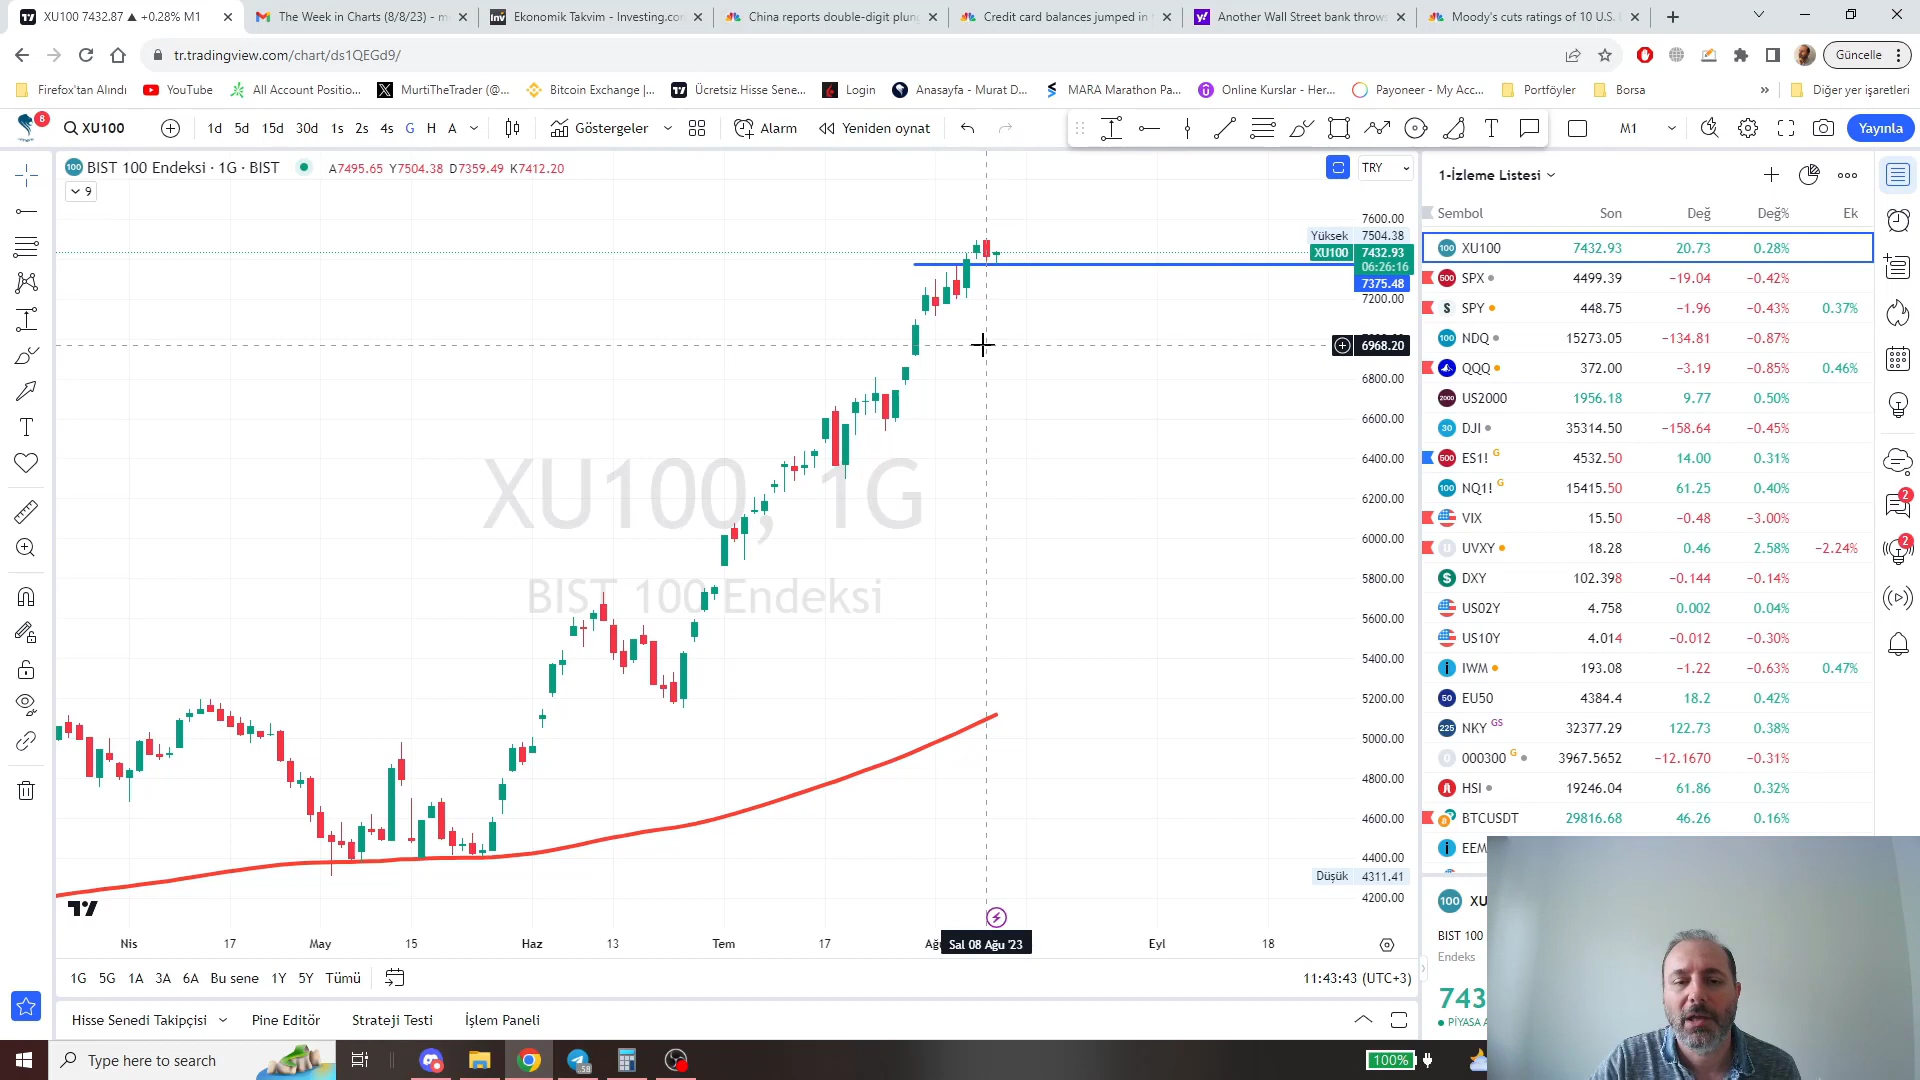 XU100 7432.87 ▲ +0.28% M1
The Week in Charts (8/8/23) - m
Ekonomik Takvim - Investing.co
China reports double-digit plun
Credit card balances jumped in
Another Wall Street bank throw
Moody's cuts ratings of 10 U.S.
tr.tradingview.com/chart/ds1QEGd9/
Güncelle
Firefox'tan Alındı
YouTube
All Account Positio...
MurtiTheTrader (@...
Bitcoin Exchange |...
Ücretsiz Hisse Sene...
Login
Anasayfa - Murat D...
MARA Marathon Pa...
Online Kurslar - Her...
Payoneer - My Acc...
Portföyler
Borsa
»
Diğer yer işaretleri
8
XU100
1d 5d 15d 30d 1s 2s 4s G H A
Göstergeler
Alarm
Yeniden oynat
M1
Yayınla
BIST 100 Endeksi · 1G · BIST
A7495.65 Y7504.38 D7359.49 K7412.20
9
TRY
XU100, 1G
BIST 100 Endeksi
7600.00
Yüksek 7504.38
XU100 7432.93
06:26:16
7375.48
7200.00
6968.20
6800.00
6600.00
6400.00
6200.00
6000.00
5800.00
5600.00
5400.00
5200.00
5000.00
4800.00
4600.00
4400.00
Düşük 4311.41
4200.00
Nis 17 May 15 Haz 13 Tem 17 Sal 08 Ağu '23 Eyl 18
1G 5G 1A 3A 6A Bu sene 1Y 5Y Tümü
11:43:43 (UTC+3)
Hisse Senedi Takipçisi
Pine Editör
Strateji Testi
İşlem Paneli
1-İzleme Listesi
Sembol Son Değ Değ% Ek
XU100 7432.93 20.73 0.28%
SPX 4499.39 −19.04 −0.42%
SPY 448.75 −1.96 −0.43% 0.37%
NDQ 15273.05 −134.81 −0.87%
QQQ 372.00 −3.19 −0.85% 0.46%
US2000 1956.18 9.77 0.50%
DJI 35314.50 −158.64 −0.45%
ES1! G 4532.50 14.00 0.31%
NQ1! G 15415.50 61.25 0.40%
VIX 15.50 −0.48 −3.00%
UVXY 18.28 0.46 2.58% −2.24%
DXY 102.398 −0.144 −0.14%
US02Y 4.758 0.002 0.04%
US10Y 4.014 −0.012 −0.30%
IWM 193.08 −1.22 −0.63% 0.47%
EU50 4384.4 18.2 0.42%
NKY GS 32377.29 122.73 0.38%
000300 G 3967.5652 −12.1670 −0.31%
HSI 19246.04 61.86 0.32%
BTCUSDT 29816.68 46.26 0.16%
EEM
100 XU
BIST 100
Endeks
743
PİYASA A
2
2
Type here to search
58
100%